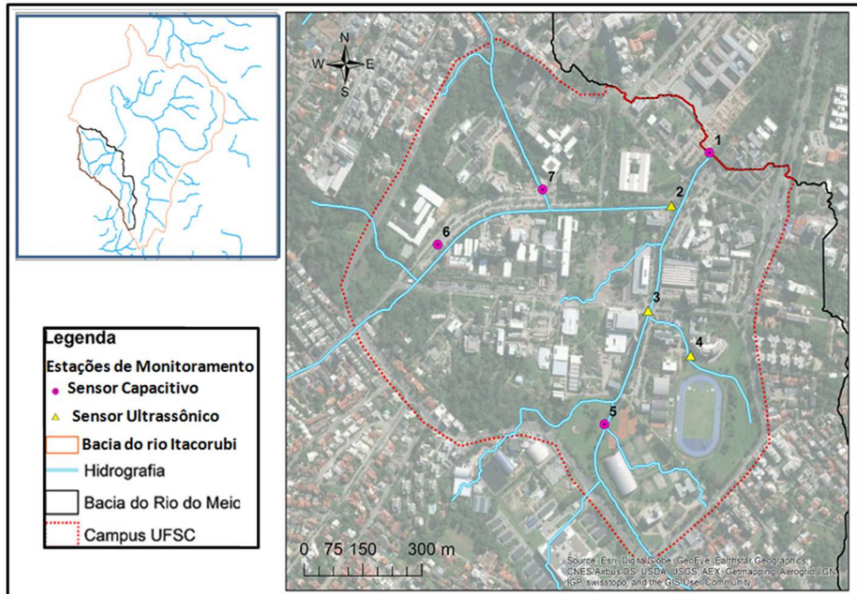 N
W E
S
1
2
7
6
3
4
5
Legenda
Estações de Monitoramento
Sensor Capacitivo
Sensor Ultrassônico
Bacia do rio Itacorubi
Hidrografia
Bacia do Rio do Meio
Campus UFSC
0 75 150 300 m
Source: Esri, DigitalGlobe, GeoEye, Earthstar Geographics,
CNES/Airbus DS, USDA, USGS, AEX, Getmapping, Aerogrid, IGN,
IGP, swisstopo, and the GIS User Community